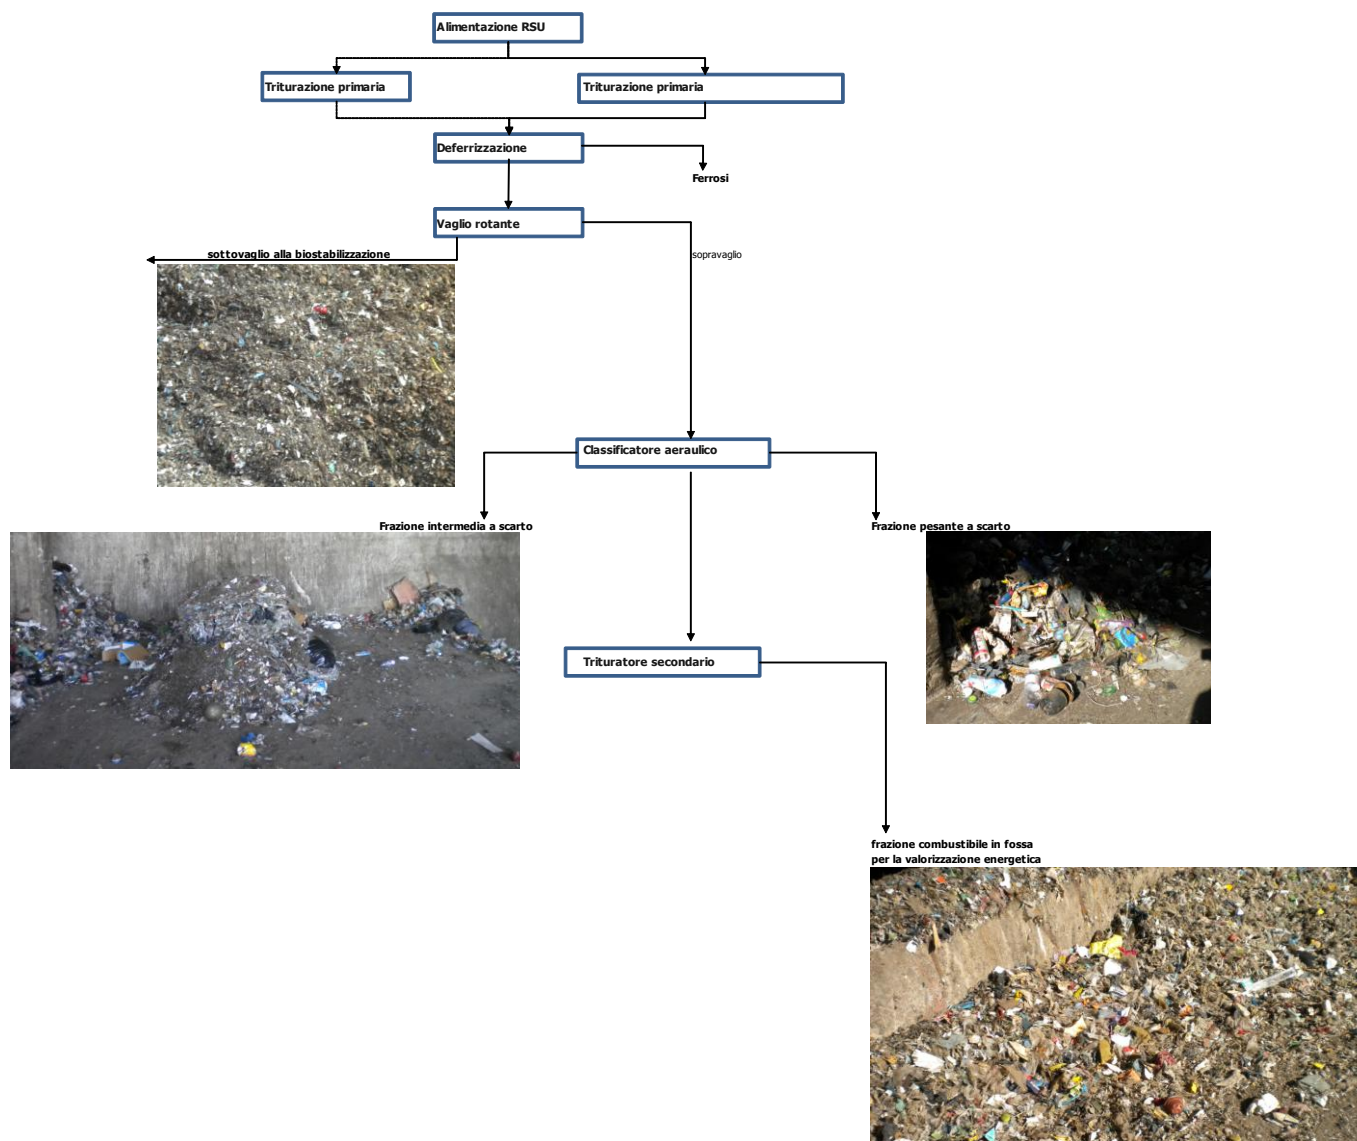 Alimentazione RSU
Triturazione primaria
Triturazione primaria
Deferrizzazione
Ferrosi
Vaglio rotante
sottovaglio alla biostabilizzazione
sopravaglio
Classificatore aeraulico
Frazione intermedia a scarto
Frazione pesante a scarto
Trituratore secondario
frazione combustibile in fossa
per la valorizzazione energetica